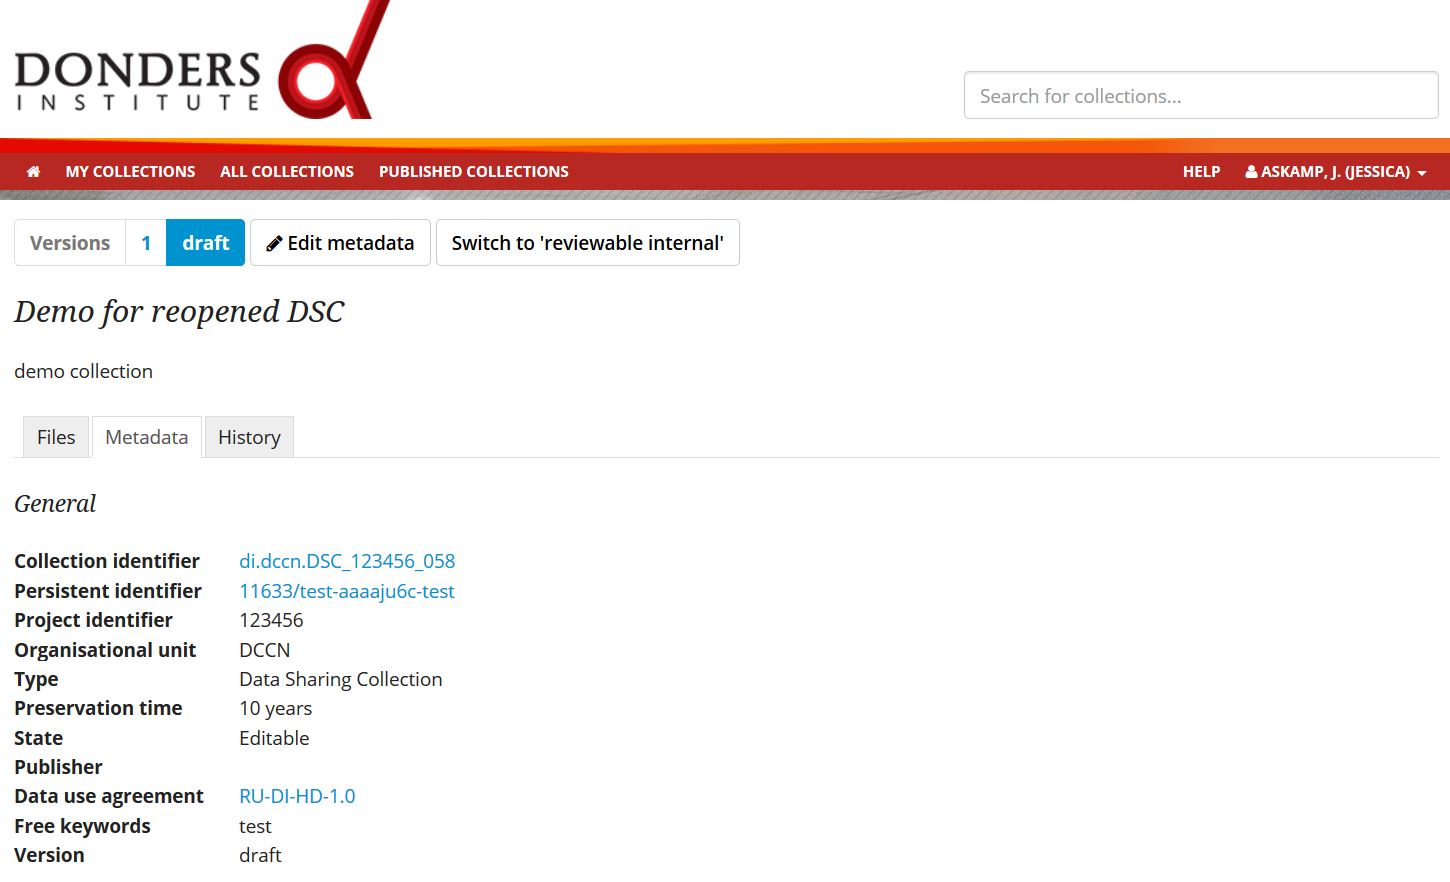 DONDERS
INSTITUTE
Search for collections...
MY COLLECTIONS ALL COLLECTIONS PUBLISHED COLLECTIONS HELP ASKAMP, J. (JESSICA)
Versions 1 draft Edit metadata Switch to 'reviewable internal'
Demo for reopened DSC
demo collection
Files Metadata History
General
Collection identifier di.dccn.DSC_123456_058
Persistent identifier 11633/test-aaaaju6c-test
Project identifier 123456
Organisational unit DCCN
Type Data Sharing Collection
Preservation time 10 years
State Editable
Publisher
Data use agreement RU-DI-HD-1.0
Free keywords test
Version draft